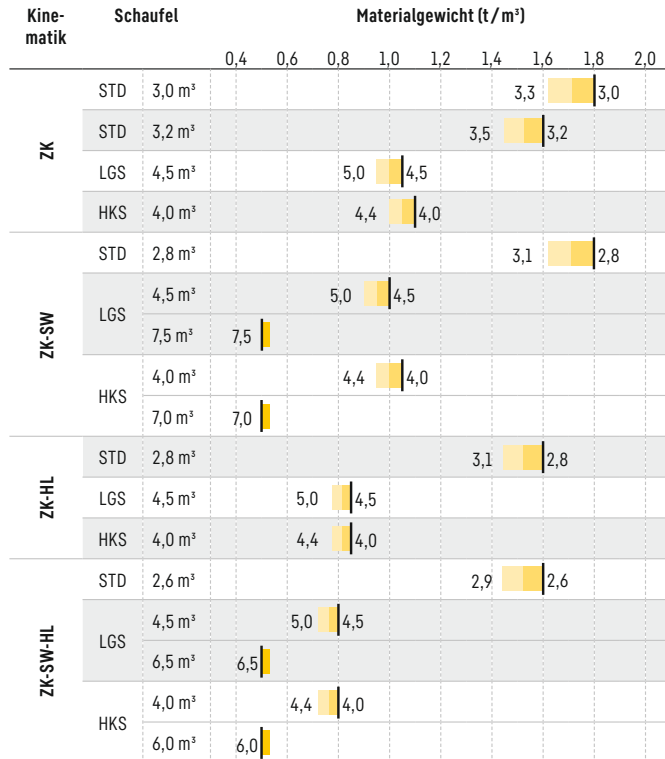 Kine-
matik
Schaufel
Materialgewicht (t / m³)
0,4 0,6 0,8 1,0 1,2 1,4 1,6 1,8 2,0
ZK
STD 3,0 m³ 3,3 3,0
STD 3,2 m³ 3,5 3,2
LGS 4,5 m³ 5,0 4,5
HKS 4,0 m³ 4,4 4,0
ZK-SW
STD 2,8 m³ 3,1 2,8
LGS
4,5 m³ 5,0 4,5
7,5 m³ 7,5
HKS
4,0 m³ 4,4 4,0
7,0 m³ 7,0
ZK-HL
STD 2,8 m³ 3,1 2,8
LGS 4,5 m³ 5,0 4,5
HKS 4,0 m³ 4,4 4,0
ZK-SW-HL
STD 2,6 m³ 2,9 2,6
LGS
4,5 m³ 5,0 4,5
6,5 m³ 6,5
HKS
4,0 m³ 4,4 4,0
6,0 m³ 6,0